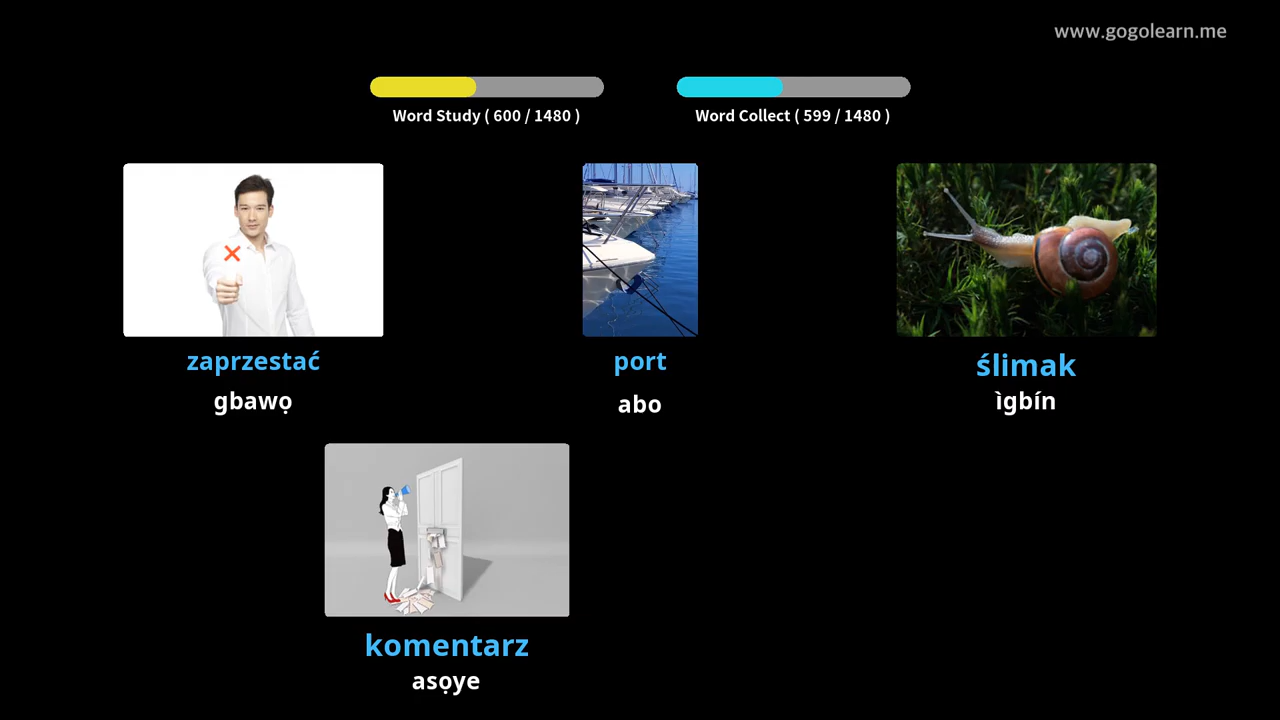 www.gogolearn.me
Word Study ( 600 / 1480 )
Word Collect ( 599 / 1480 )
zaprzestać
gbawọ
port
abo
ślimak
ìgbín
komentarz
asọye